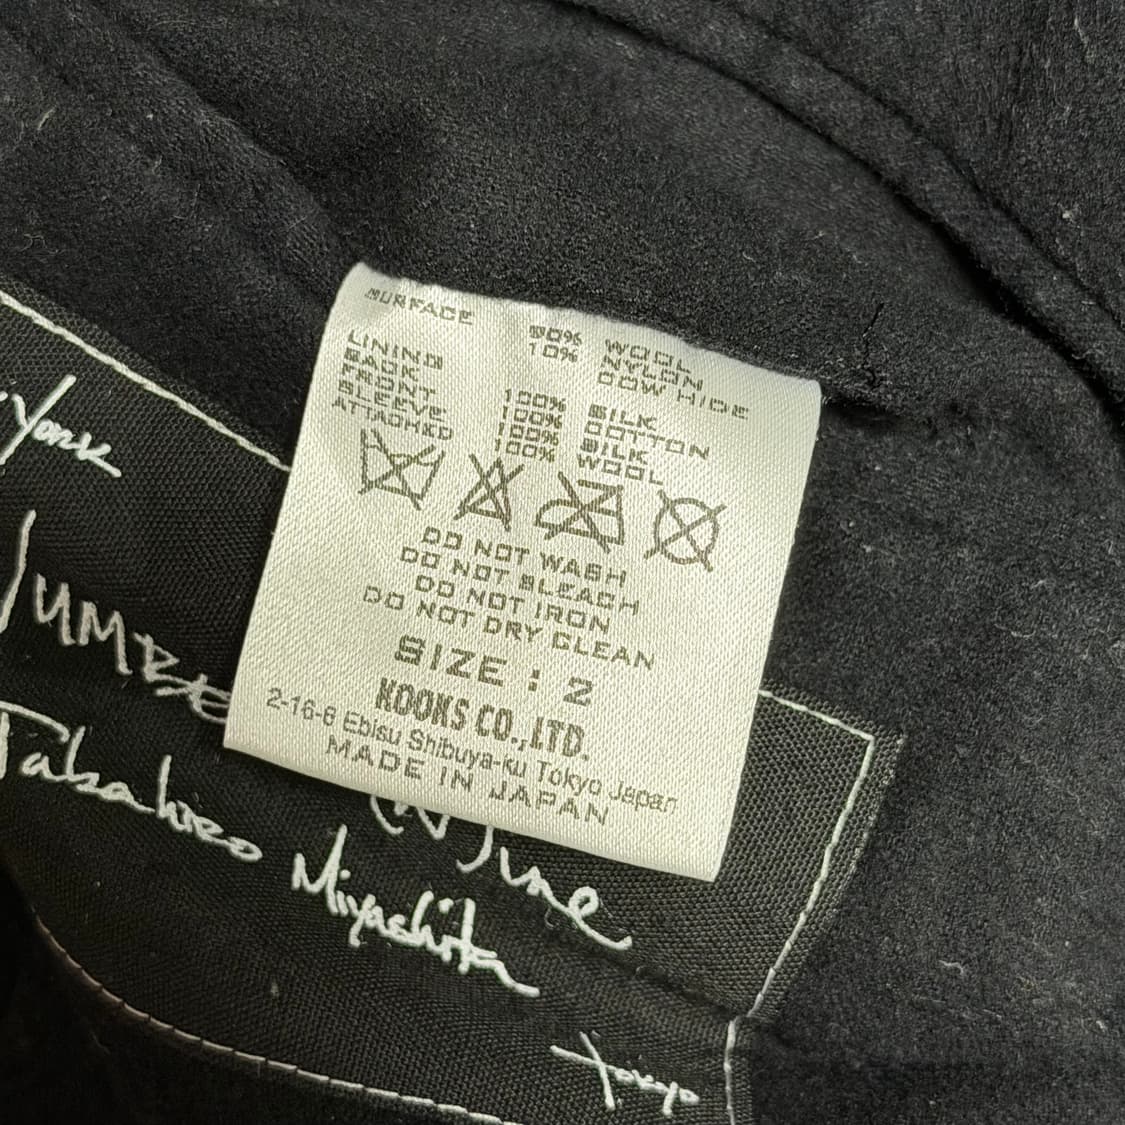 SURFACE 90% WOOL
10% NYLON
COW HIDE
LINING
BACK 100% SILK
FRONT 100% COTTON
SLEEVE 100% SILK
ATTACHED 100% WOOL
DO NOT WASH
DO NOT BLEACH
DO NOT IRON
DO NOT DRY CLEAN
SIZE : 2
KOOKS CO.,LTD.
2-16-6 Ebisu Shibuya-ku Tokyo Japan
MADE IN JAPAN
York
(N)ine
Takahiro Miyashita
Tokyo